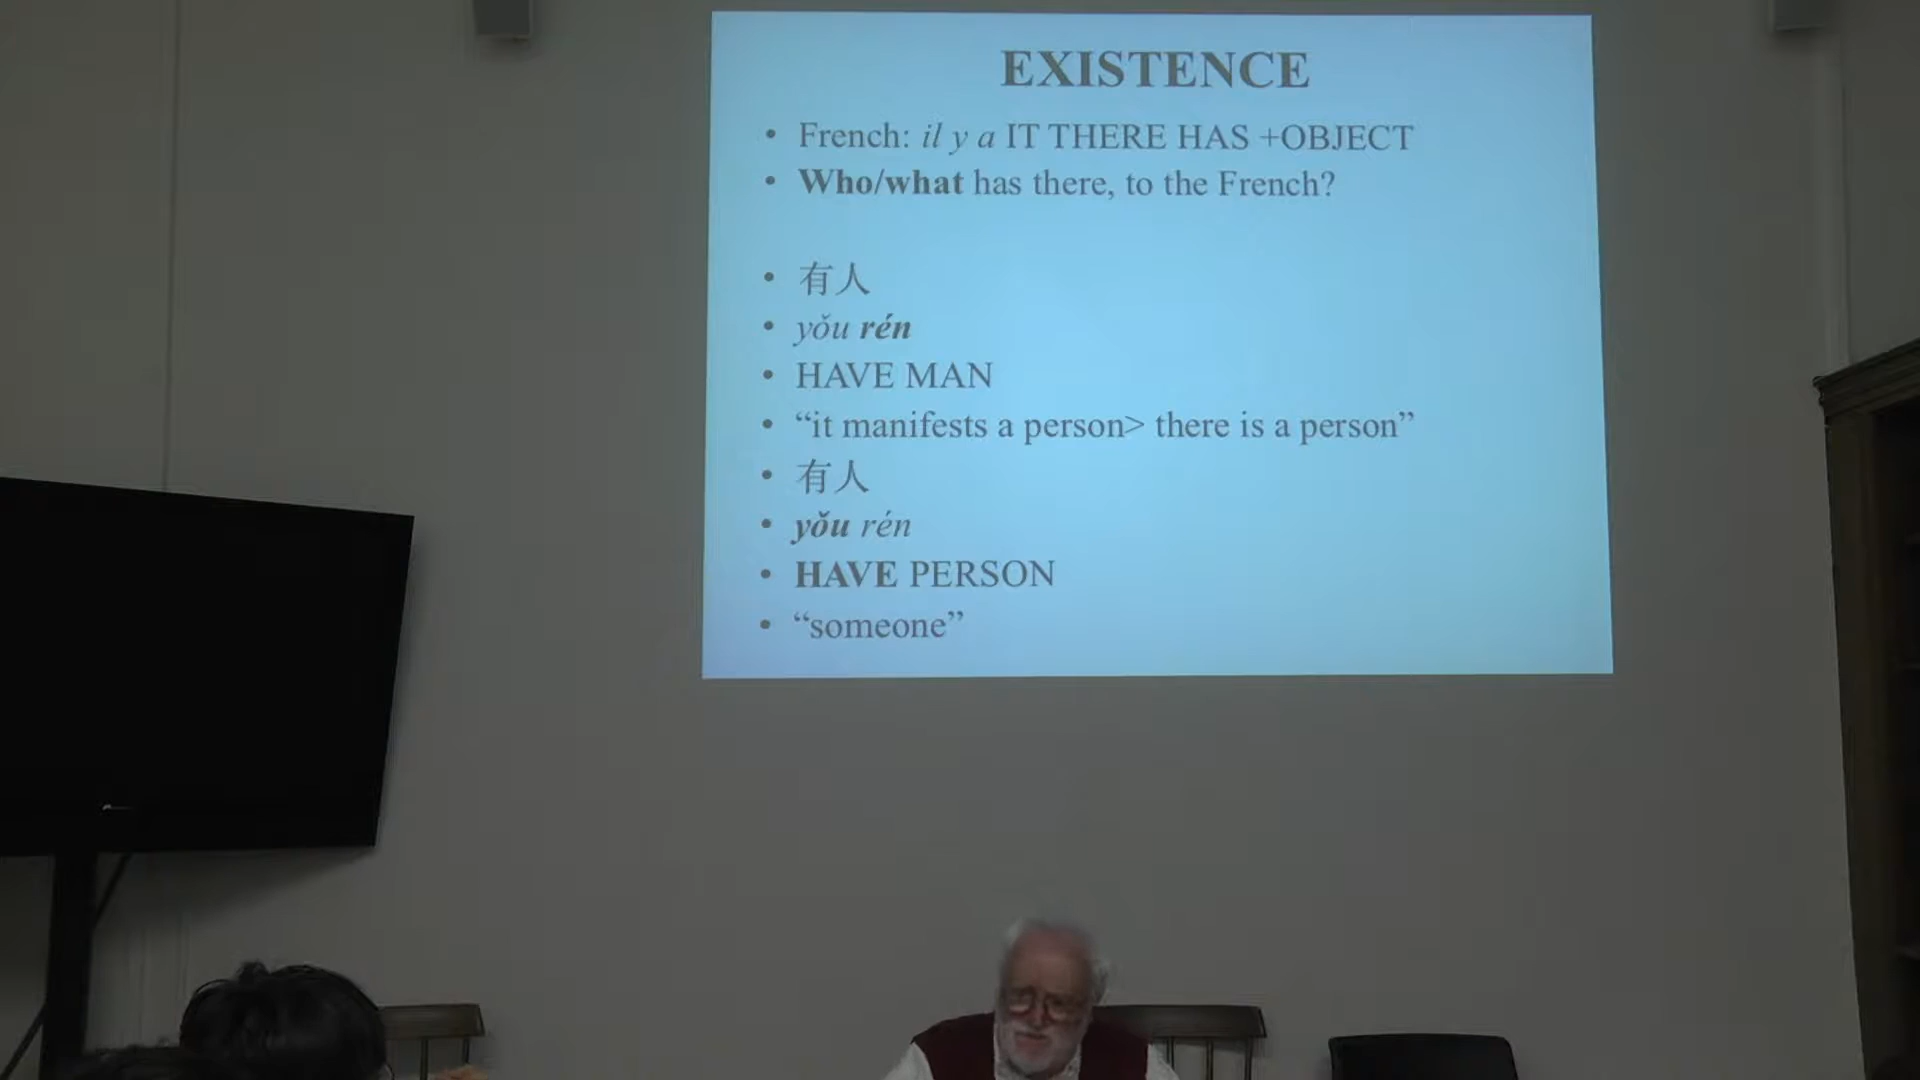 EXISTENCE
• French: il y a IT THERE HAS +OBJECT
• Who/what has there, to the French?
• 有人
• yǒu rén
• HAVE MAN
• “it manifests a person> there is a person”
• 有人
• yǒu rén
• HAVE PERSON
• “someone”